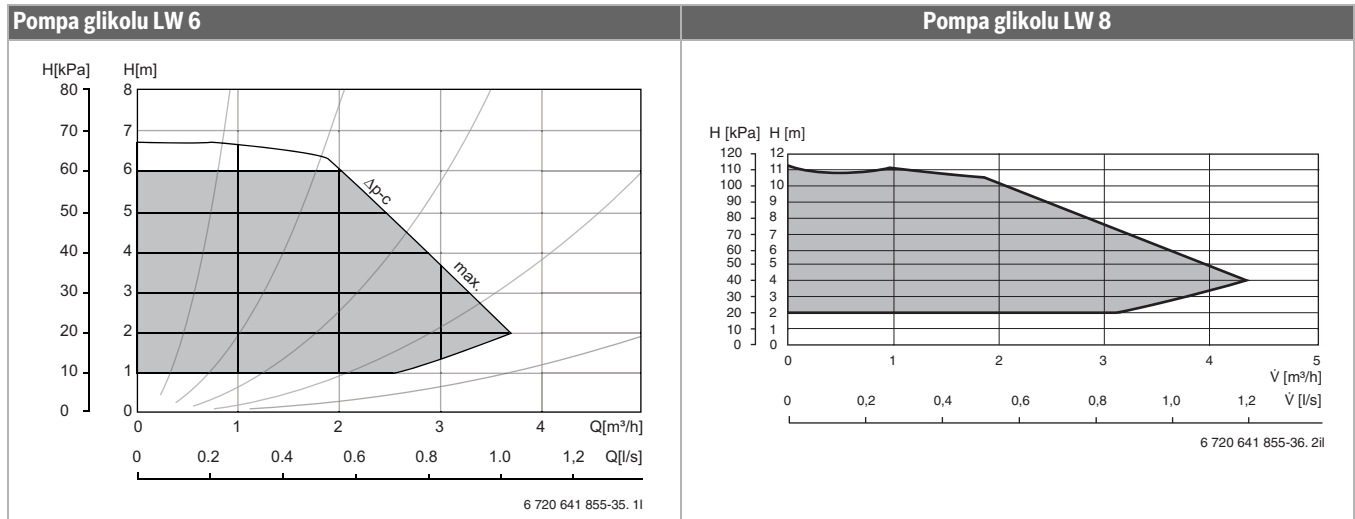 Pompa glikolu LW 6
H[kPa] H[m]
80 8
70 7
60 6
50 5
40 4
30 3
20 2
10 1
0 0
Δp-c
max.
0 1 2 3 4 Q[m³/h]
0 0.2 0.4 0.6 0.8 1.0 1,2 Q[l/s]
6 720 641 855-35. 1l
Pompa glikolu LW 8
H [kPa] H [m]
120 12
110 11
100 10
90 9
80 8
70 7
60 6
50 5
40 4
30 3
20 2
10 1
0 0
0 1 2 3 4 5
V̇ [m³/h]
0 0,2 0,4 0,6 0,8 1,0 1,2 V̇ [l/s]
6 720 641 855-36. 2il